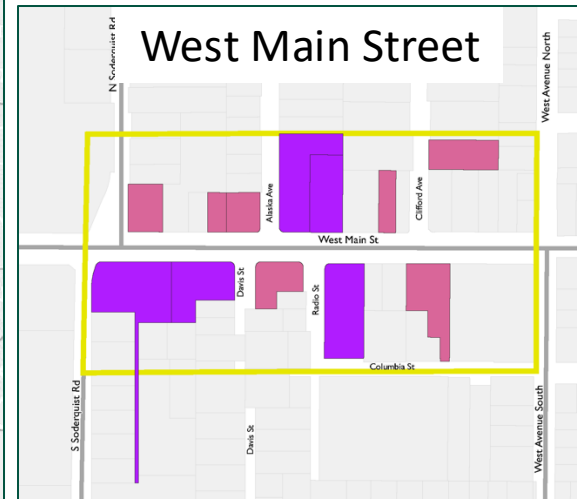 West Main Street
N Soderquist Rd
West Avenue North
Alaska Ave
Clifford Ave
West Main St
Davis St
Radio St
Columbia St
S Soderquist Rd
Davis St
West Avenue South